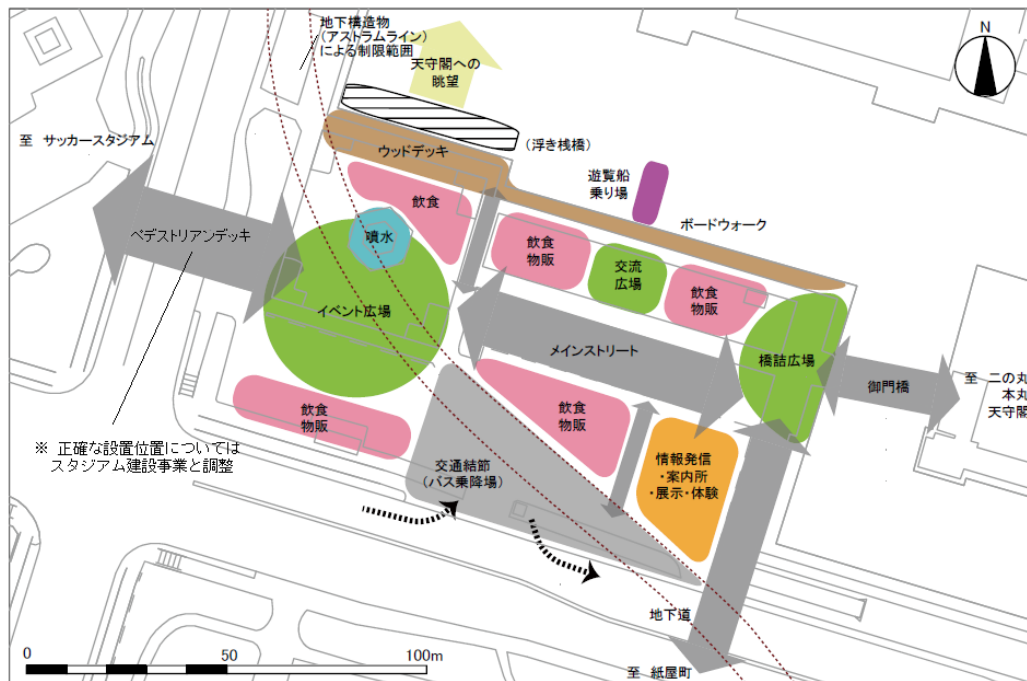 地下構造物
(アストラムライン)
による制限範囲
天守閣への
眺望
N
至 サッカースタジアム
(浮き桟橋)
ウッドデッキ
遊覧船
乗り場
ボードウォーク
ペデストリアンデッキ
飲食
噴水
飲食
物販
交流
広場
飲食
物販
イベント広場
メインストリート
橋詰広場
御門橋
至 二の丸
本丸
天守閣
飲食
物販
飲食
物販
※ 正確な設置位置については
スタジアム建設事業と調整
交通結節
(バス乗降場)
情報発信
・案内所
・展示・体験
地下道
0 50 100m
至 紙屋町